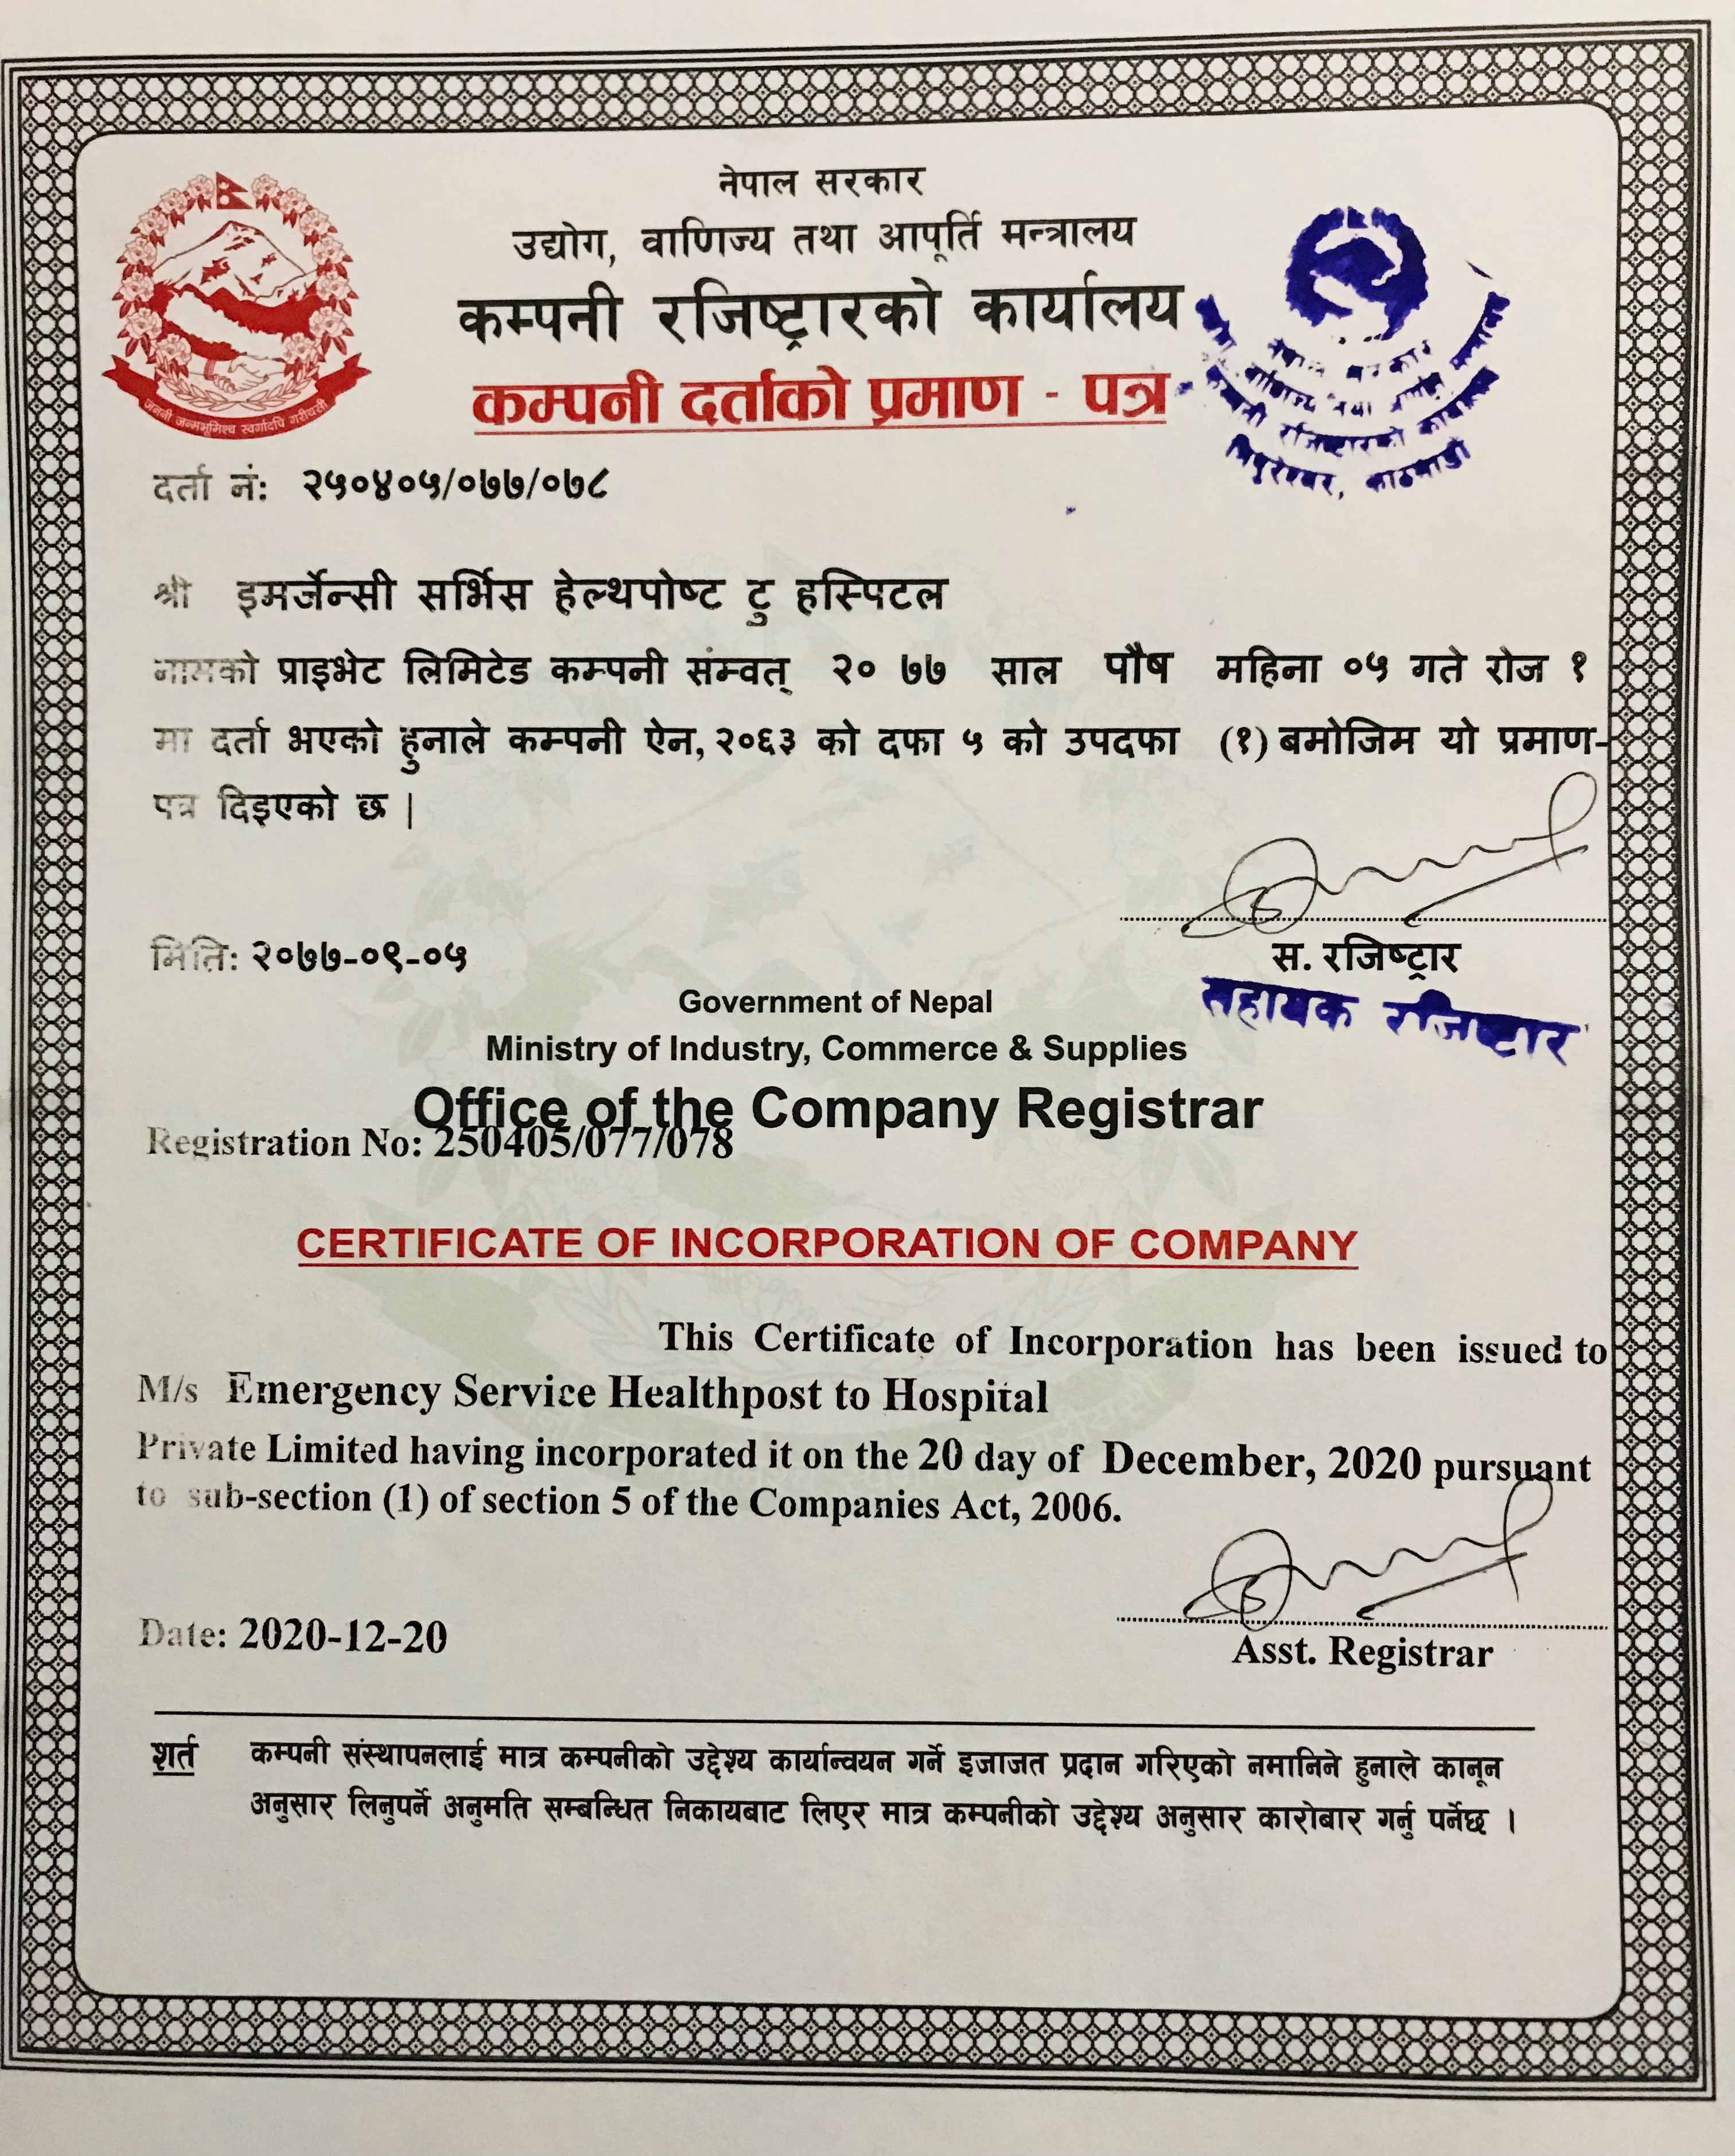 नेपाल सरकार
उद्योग, वाणिज्य तथा आपूर्ति मन्त्रालय
कम्पनी रजिष्ट्रारको कार्यालय
कम्पनी दर्ताको प्रमाण - पत्र
जननी जन्मभूमिश्च स्वर्गादपि गरीयसी
नेपाल सरकार
वाणिज्य तथा आपूर्ति मन्त्रालय
कम्पनी रजिष्ट्रारको कार्यालय
त्रिपुरेश्वर, काठमाडौं
दर्ता नं: २५०४०५/०७७/०७८
श्री इमर्जेन्सी सर्भिस हेल्थपोष्ट टु हस्पिटल
नामको प्राइभेट लिमिटेड कम्पनी संम्वत् २० ७७ साल पौष महिना ०५ गते रोज १
मा दर्ता भएको हुनाले कम्पनी ऐन, २०६३ को दफा ५ को उपदफा (१) बमोजिम यो प्रमाण-
पत्र दिइएको छ |
मिति: २०७७-०९-०५
स. रजिष्ट्रार
सहायक रजिष्टार
Government of Nepal
Ministry of Industry, Commerce & Supplies
Office of the Company Registrar
Registration No: 250405/077/078
CERTIFICATE OF INCORPORATION OF COMPANY
This Certificate of Incorporation has been issued to
M/s Emergency Service Healthpost to Hospital
Private Limited having incorporated it on the 20 day of December, 2020 pursuant
to sub-section (1) of section 5 of the Companies Act, 2006.
Date: 2020-12-20
Asst. Registrar
शर्त कम्पनी संस्थापनलाई मात्र कम्पनीको उद्देश्य कार्यान्वयन गर्ने इजाजत प्रदान गरिएको नमानिने हुनाले कानून
अनुसार लिनुपर्ने अनुमति सम्बन्धित निकायबाट लिएर मात्र कम्पनीको उद्देश्य अनुसार कारोबार गर्नु पर्नेछ ।